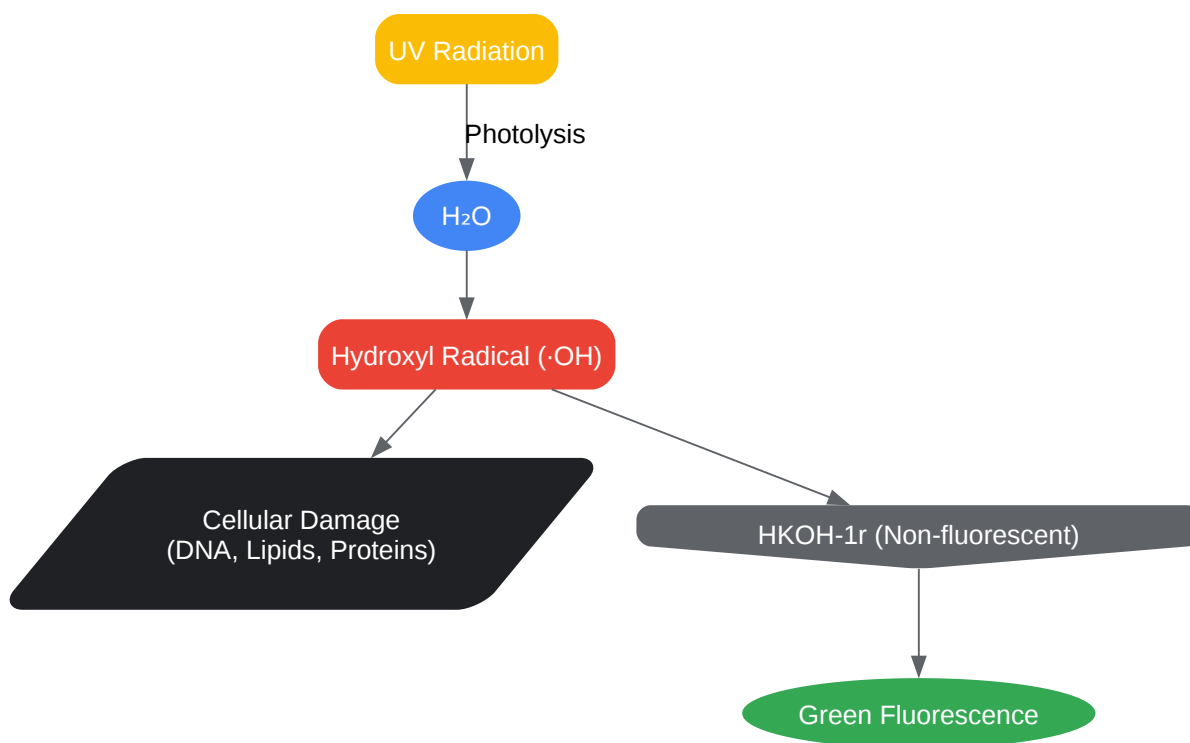 UV Radiation
Photolysis
H₂O
Hydroxyl Radical (·OH)
Cellular Damage
(DNA, Lipids, Proteins)
HKOH-1r (Non-fluorescent)
Green Fluorescence